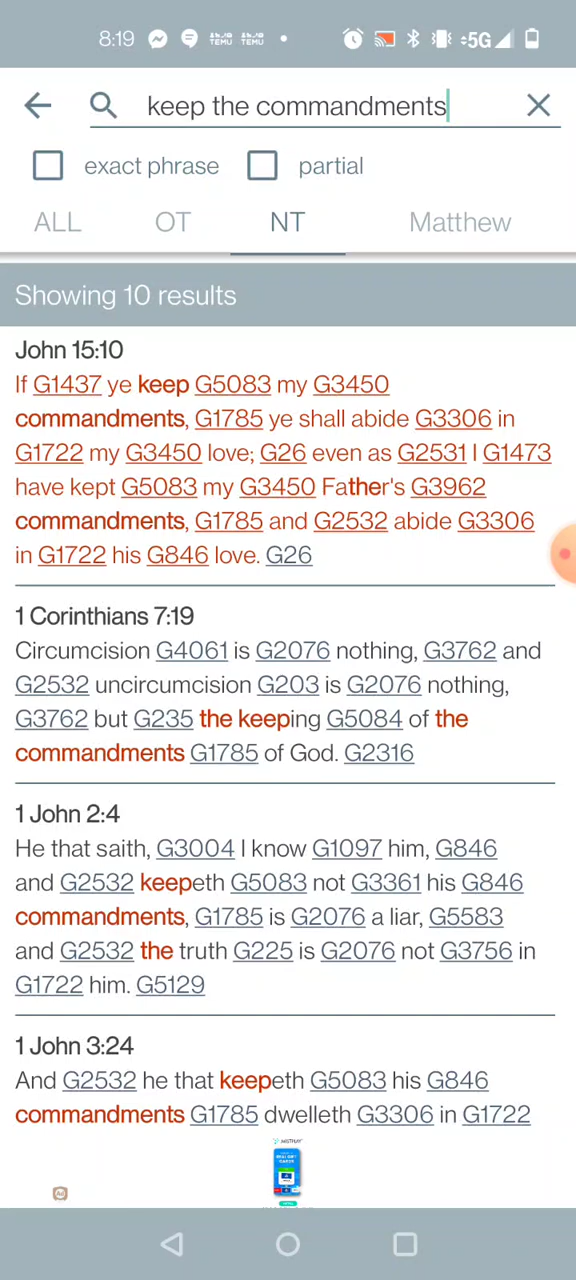 8:19 TEMU TEMU 5G
keep the commandments
exact phrase partial
ALL OT NT Matthew
Showing 10 results
John 15:10
If G1437 ye keep G5083 my G3450
commandments, G1785 ye shall abide G3306 in
G1722 my G3450 love; G26 even as G2531 I G1473
have kept G5083 my G3450 Father's G3962
commandments, G1785 and G2532 abide G3306
in G1722 his G846 love. G26
1 Corinthians 7:19
Circumcision G4061 is G2076 nothing, G3762 and
G2532 uncircumcision G203 is G2076 nothing,
G3762 but G235 the keeping G5084 of the
commandments G1785 of God. G2316
1 John 2:4
He that saith, G3004 I know G1097 him, G846
and G2532 keepeth G5083 not G3361 his G846
commandments, G1785 is G2076 a liar, G5583
and G2532 the truth G225 is G2076 not G3756 in
G1722 him. G5129
1 John 3:24
And G2532 he that keepeth G5083 his G846
commandments G1785 dwelleth G3306 in G1722
Ad